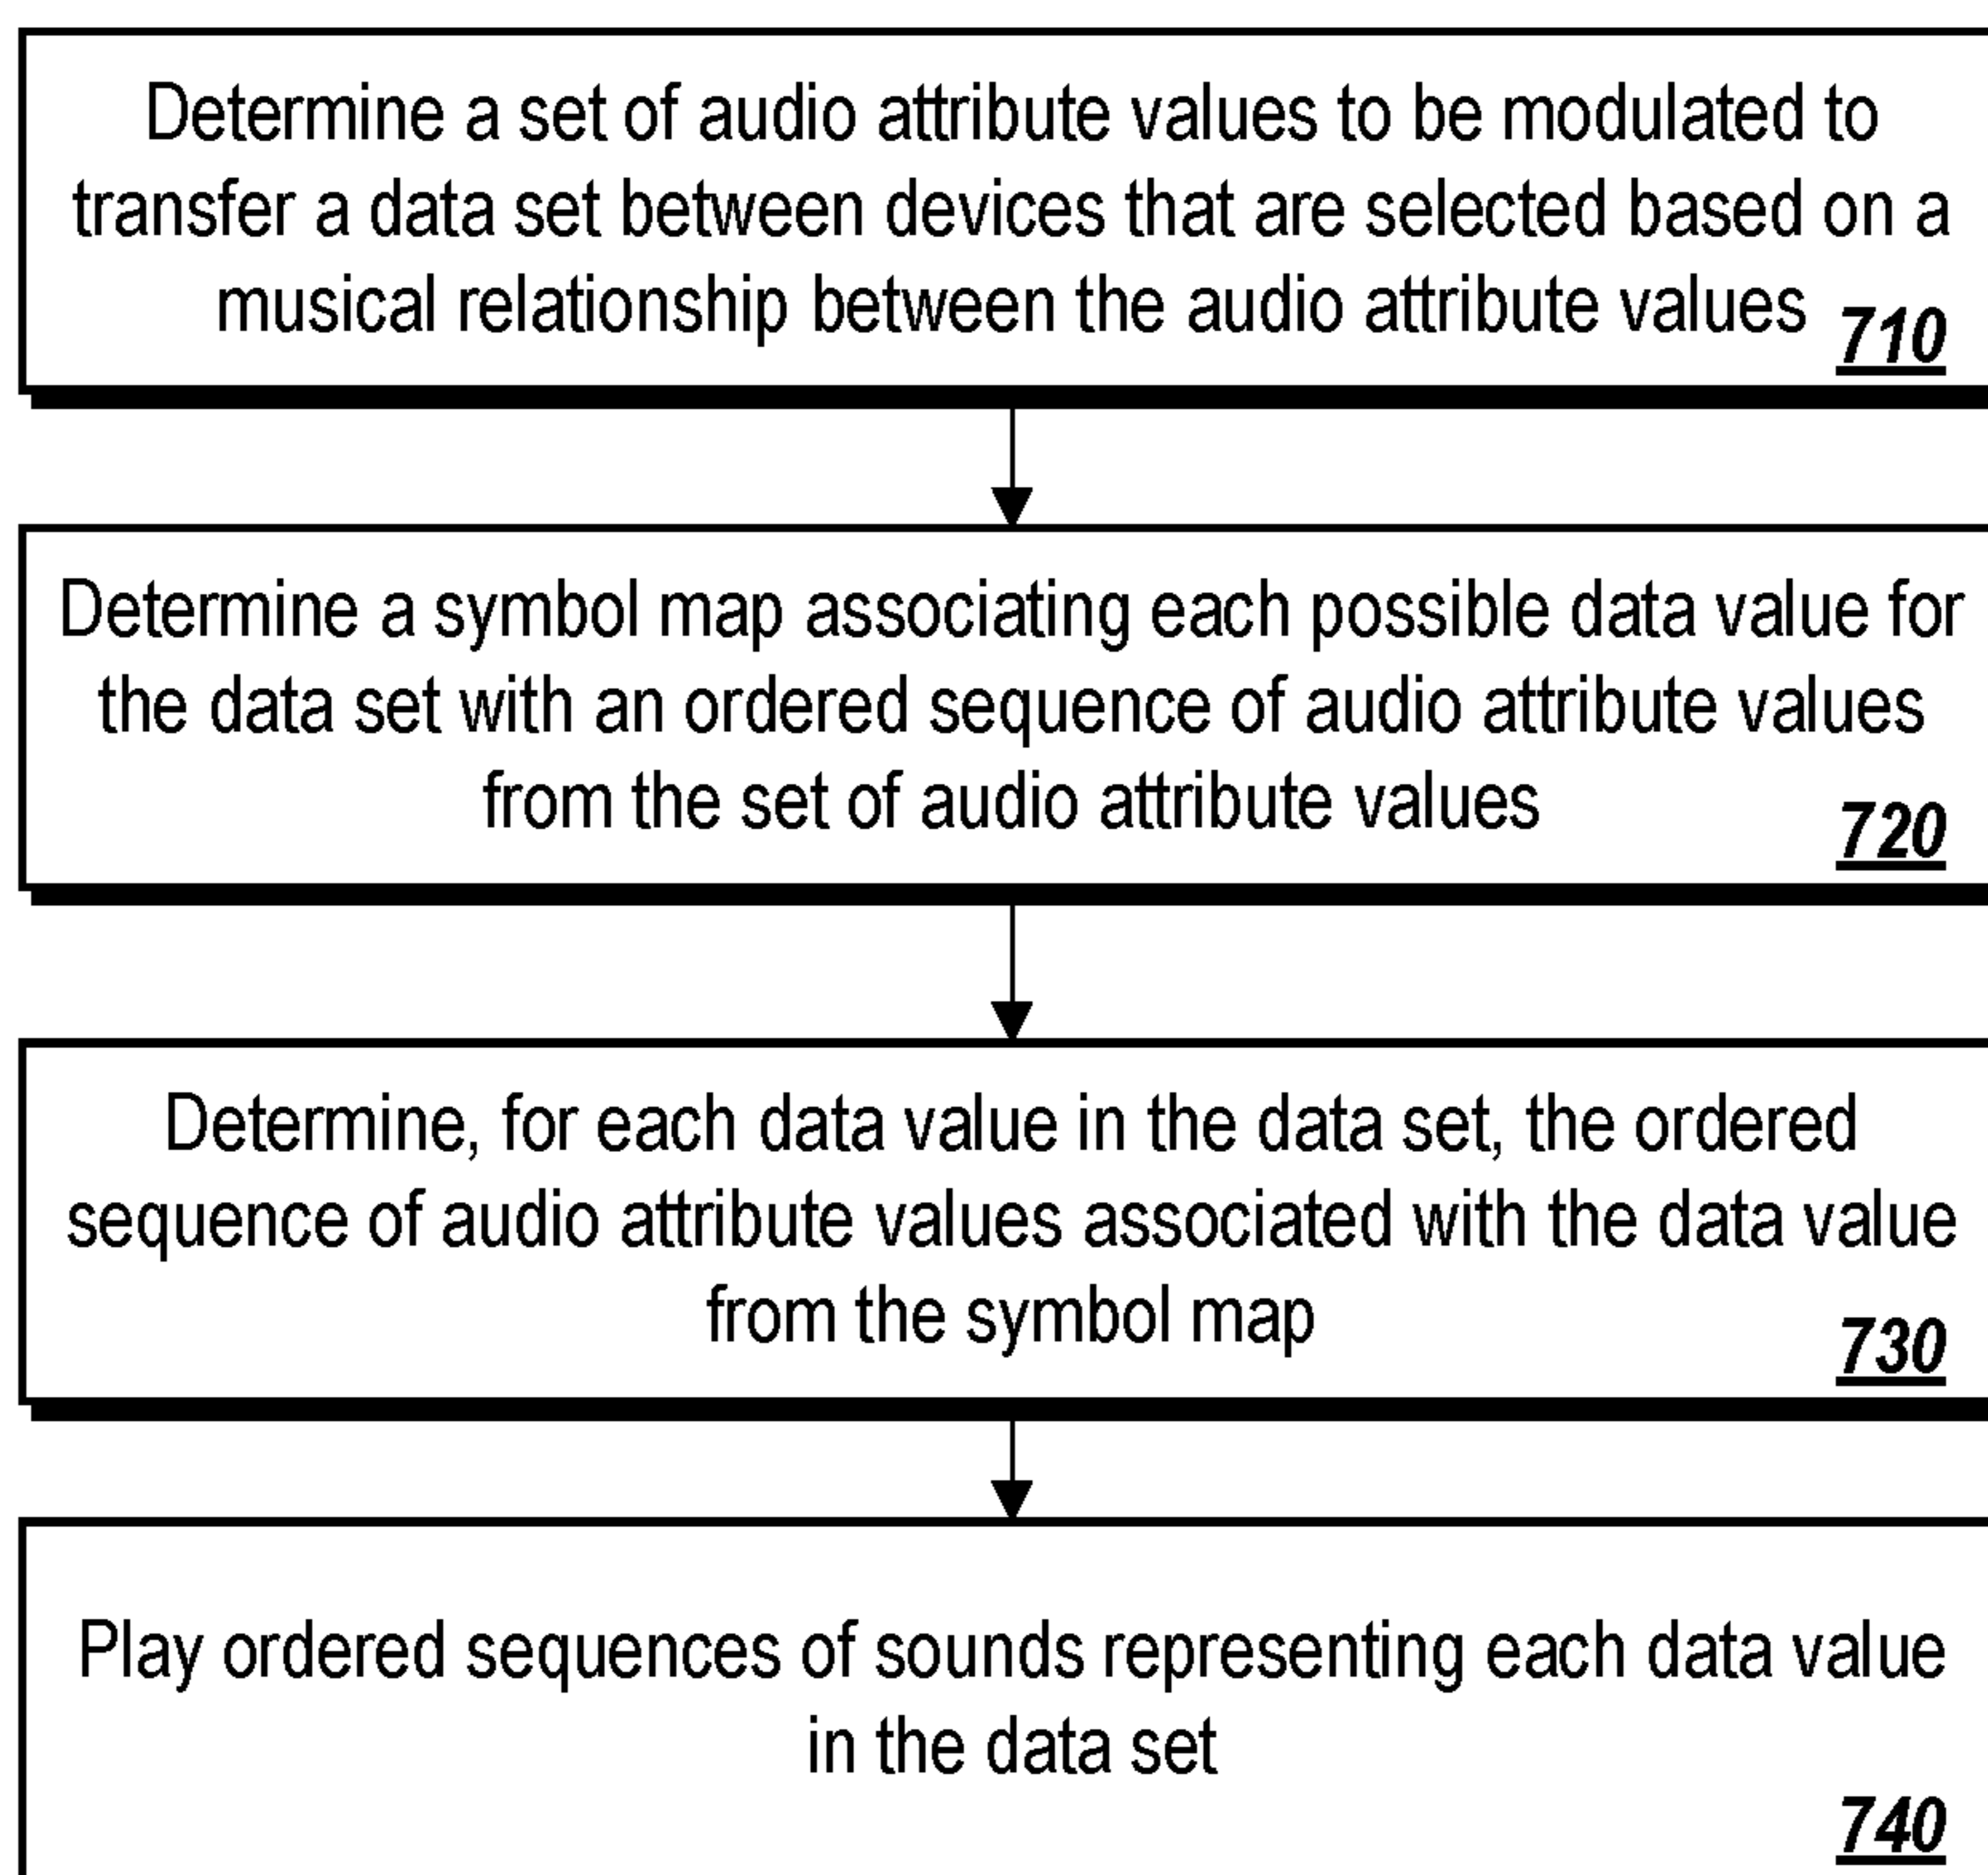 Determine a set of audio attribute values to be modulated to
transfer a data set between devices that are selected based on a
musical relationship between the audio attribute values
710
Determine a symbol map associating each possible data value for
the data set with an ordered sequence of audio attribute values
from the set of audio attribute values
720
Determine, for each data value in the data set, the ordered
sequence of audio attribute values associated with the data value
from the symbol map
730
Play ordered sequences of sounds representing each data value
in the data set
740